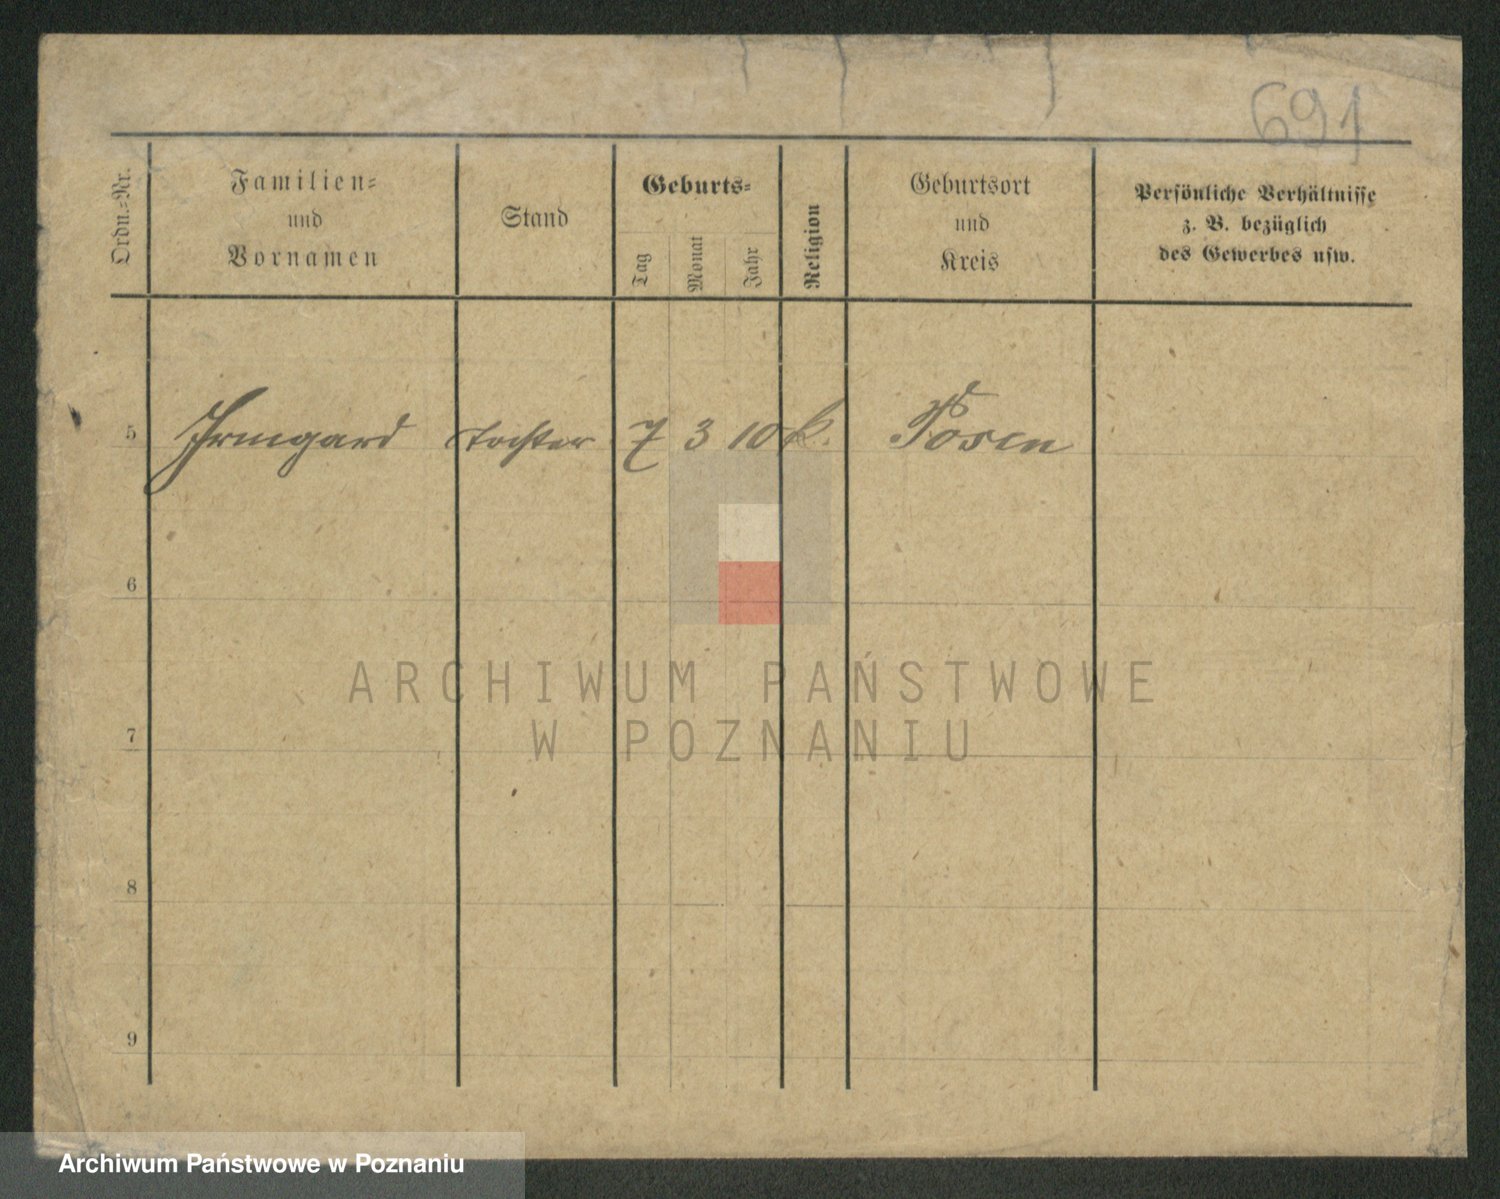 691
Ordn.-Nr.
Familien-
und
Vornamen
Stand
Geburts-
Tag
Monat
Jahr
Religion
Geburtsort
und
Kreis
Persönliche Verhältnisse
z. B. bezüglich
des Gewerbes usw.
5 Irmgard Tochter 7 3 10 k. Posen
6
7
8
9
ARCHIWUM PAŃSTWOWE
W POZNANIU
Archiwum Państwowe w Poznaniu